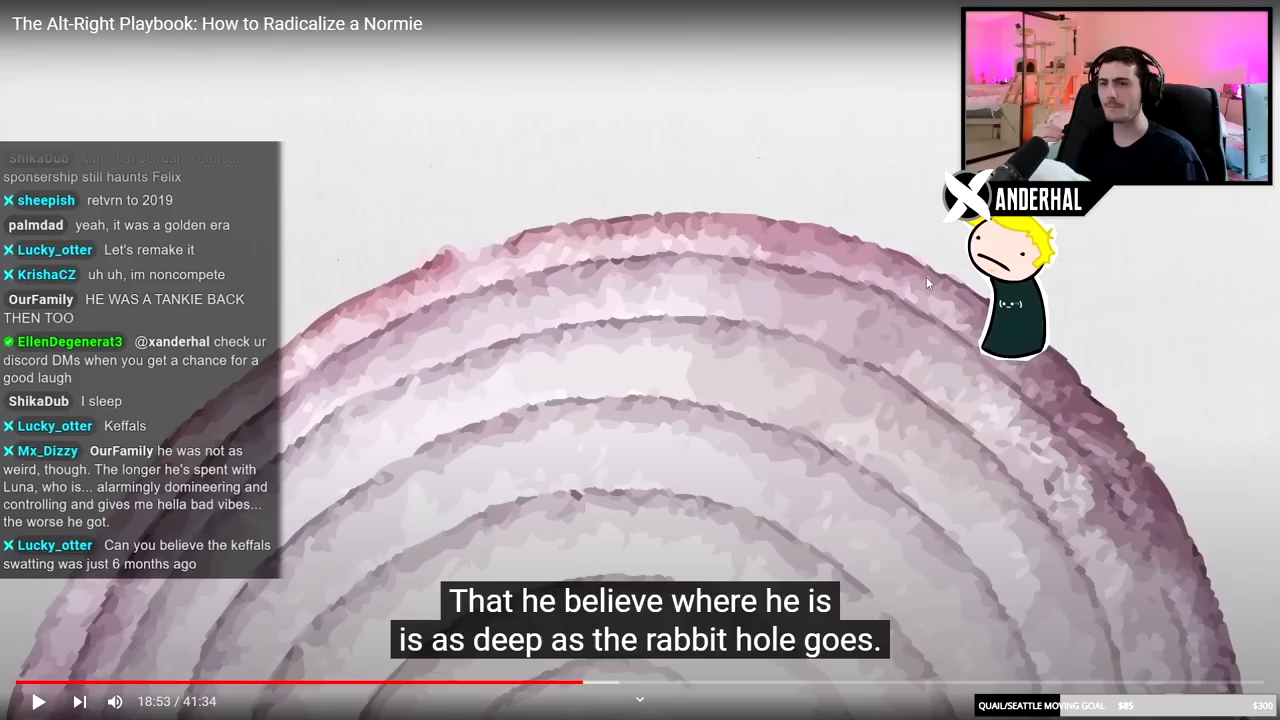 The Alt-Right Playbook: How to Radicalize a Normie
ShikaDub Man that Jordan Peterson
sponsership still haunts Felix
sheepish retvrn to 2019
palmdad yeah, it was a golden era
Lucky_otter Let's remake it
KrishaCZ uh uh, im noncompete
OurFamily HE WAS A TANKIE BACK
THEN TOO
EllenDegenerat3 @xanderhal check ur
discord DMs when you get a chance for a
good laugh
ShikaDub I sleep
Lucky_otter Keffals
Mx_Dizzy OurFamily he was not as
weird, though. The longer he's spent with
Luna, who is... alarmingly domineering and
controlling and gives me hella bad vibes...
the worse he got.
Lucky_otter Can you believe the keffals
swatting was just 6 months ago
XANDERHAL
That he believe where he is
is as deep as the rabbit hole goes.
18:53 / 41:34
QUAIL/SEATTLE MOVING GOAL $85 $300